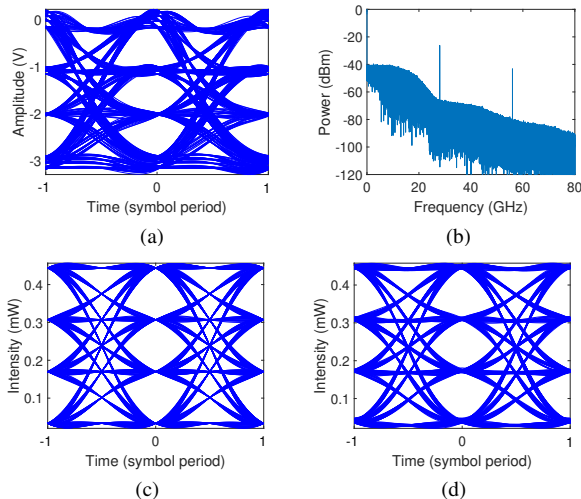 0
-1
-2
-3
Amplitude (V)
-1 0 1
Time (symbol period)
(a)
0
-20
-40
-60
-80
-100
-120
Power (dBm)
0 20 40 60 80
Frequency (GHz)
(b)
0.4
0.3
0.2
0.1
Intensity (mW)
-1 0 1
Time (symbol period)
(c)
0.4
0.3
0.2
0.1
Intensity (mW)
-1 0 1
Time (symbol period)
(d)